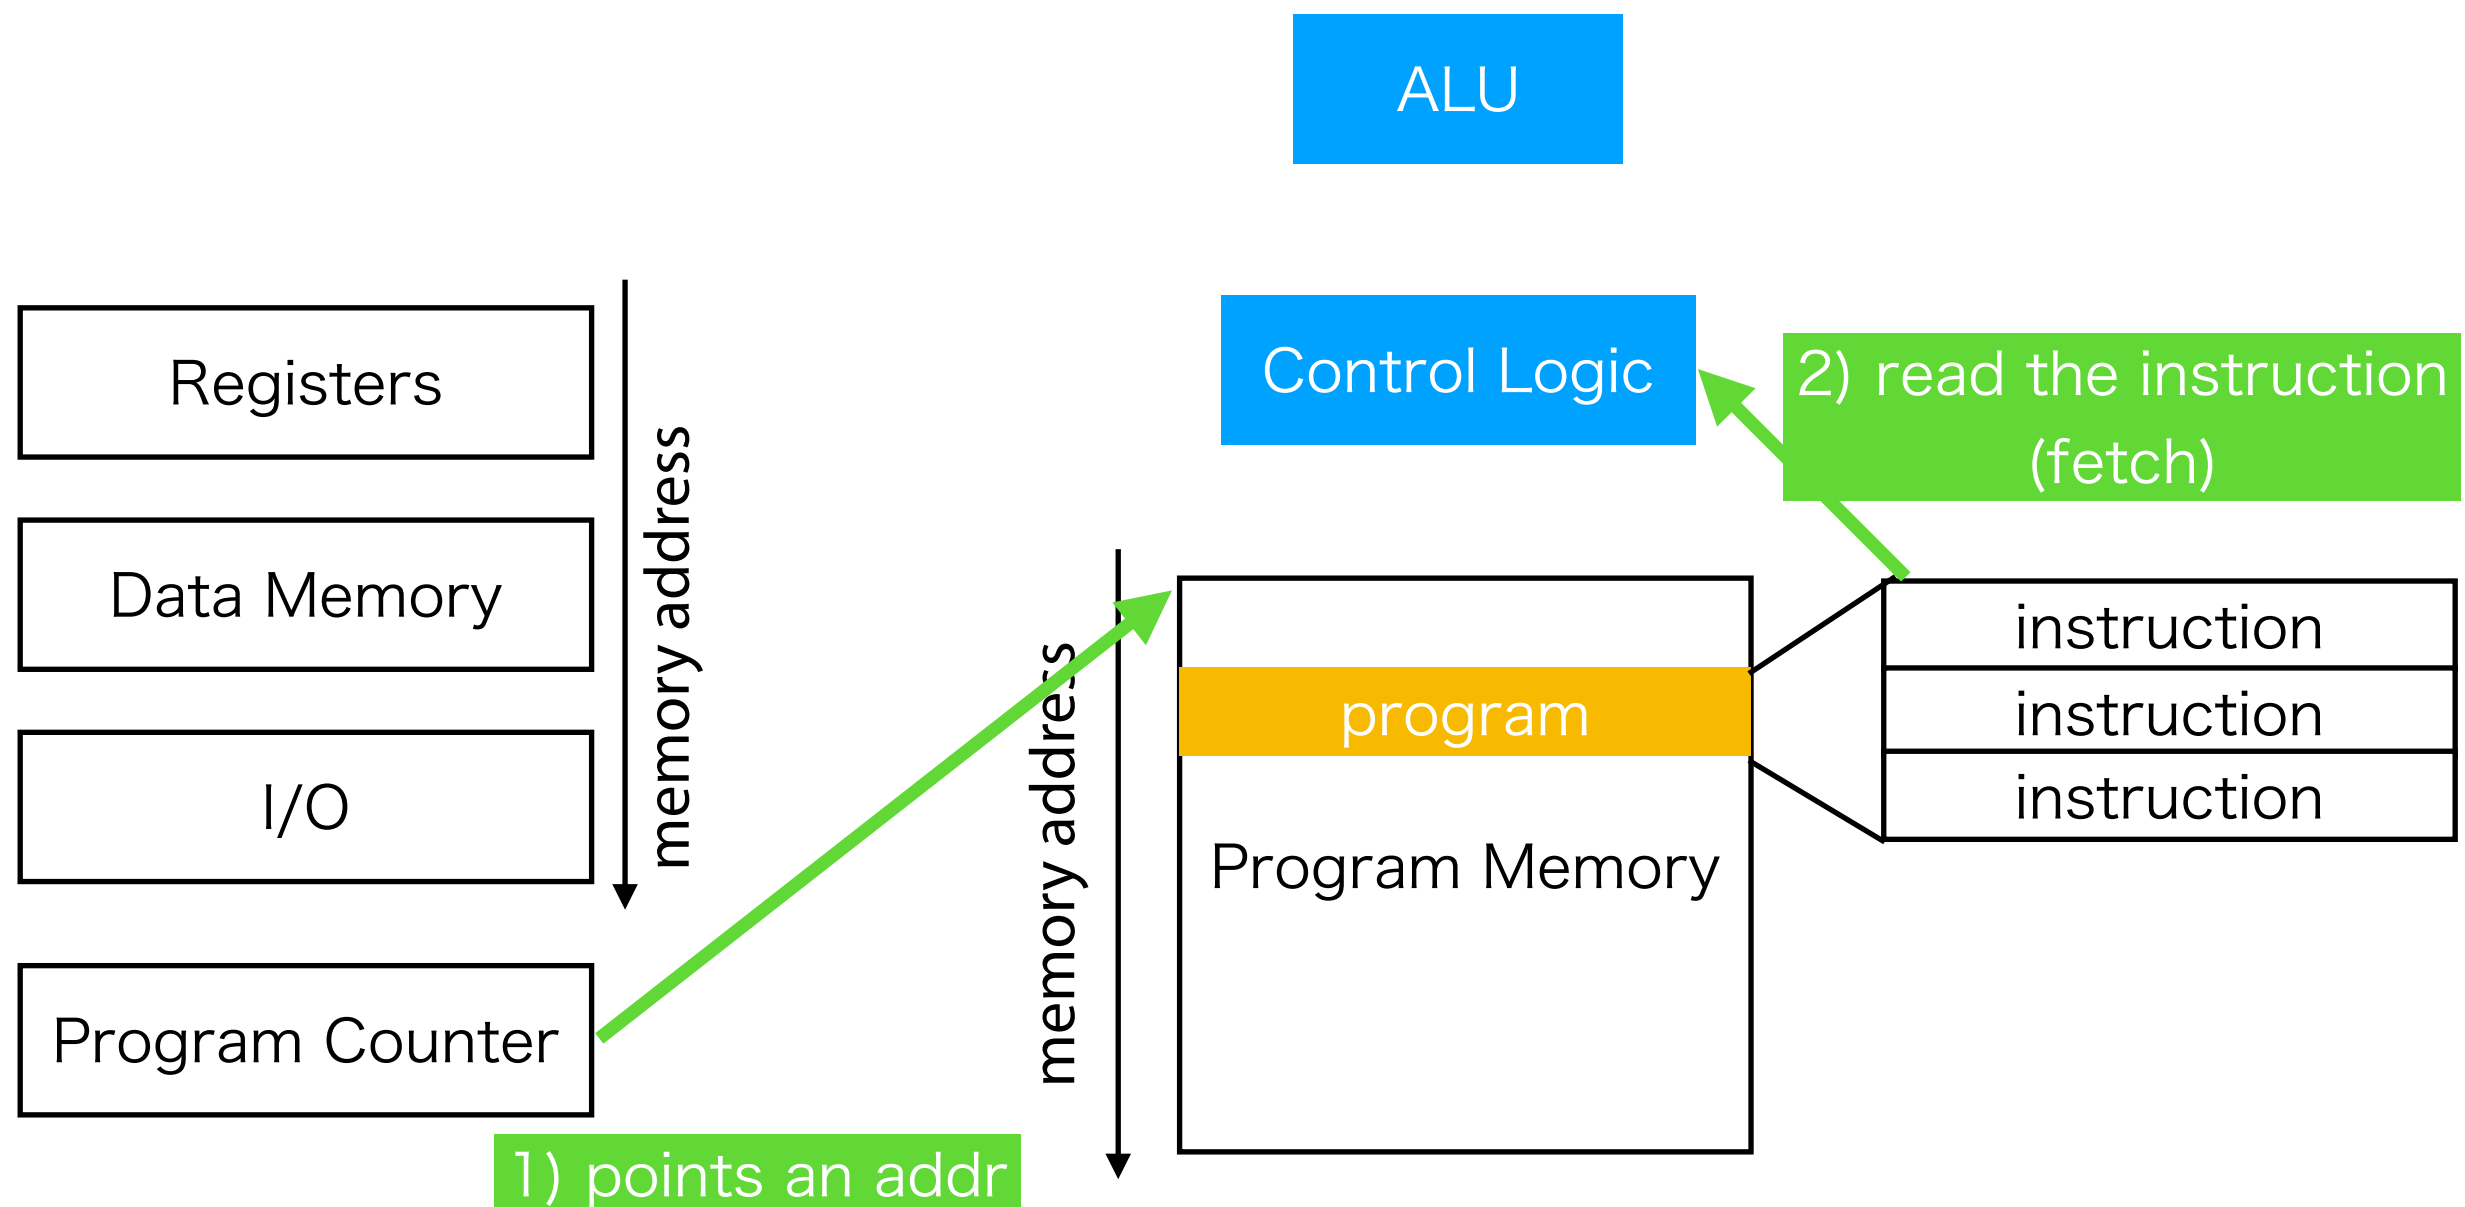 ALU
Control Logic
2) read the instruction
(fetch)
Registers
Data Memory
I/O
memory address
Program Counter
1) points an addr
memory address
program
Program Memory
instruction
instruction
instruction